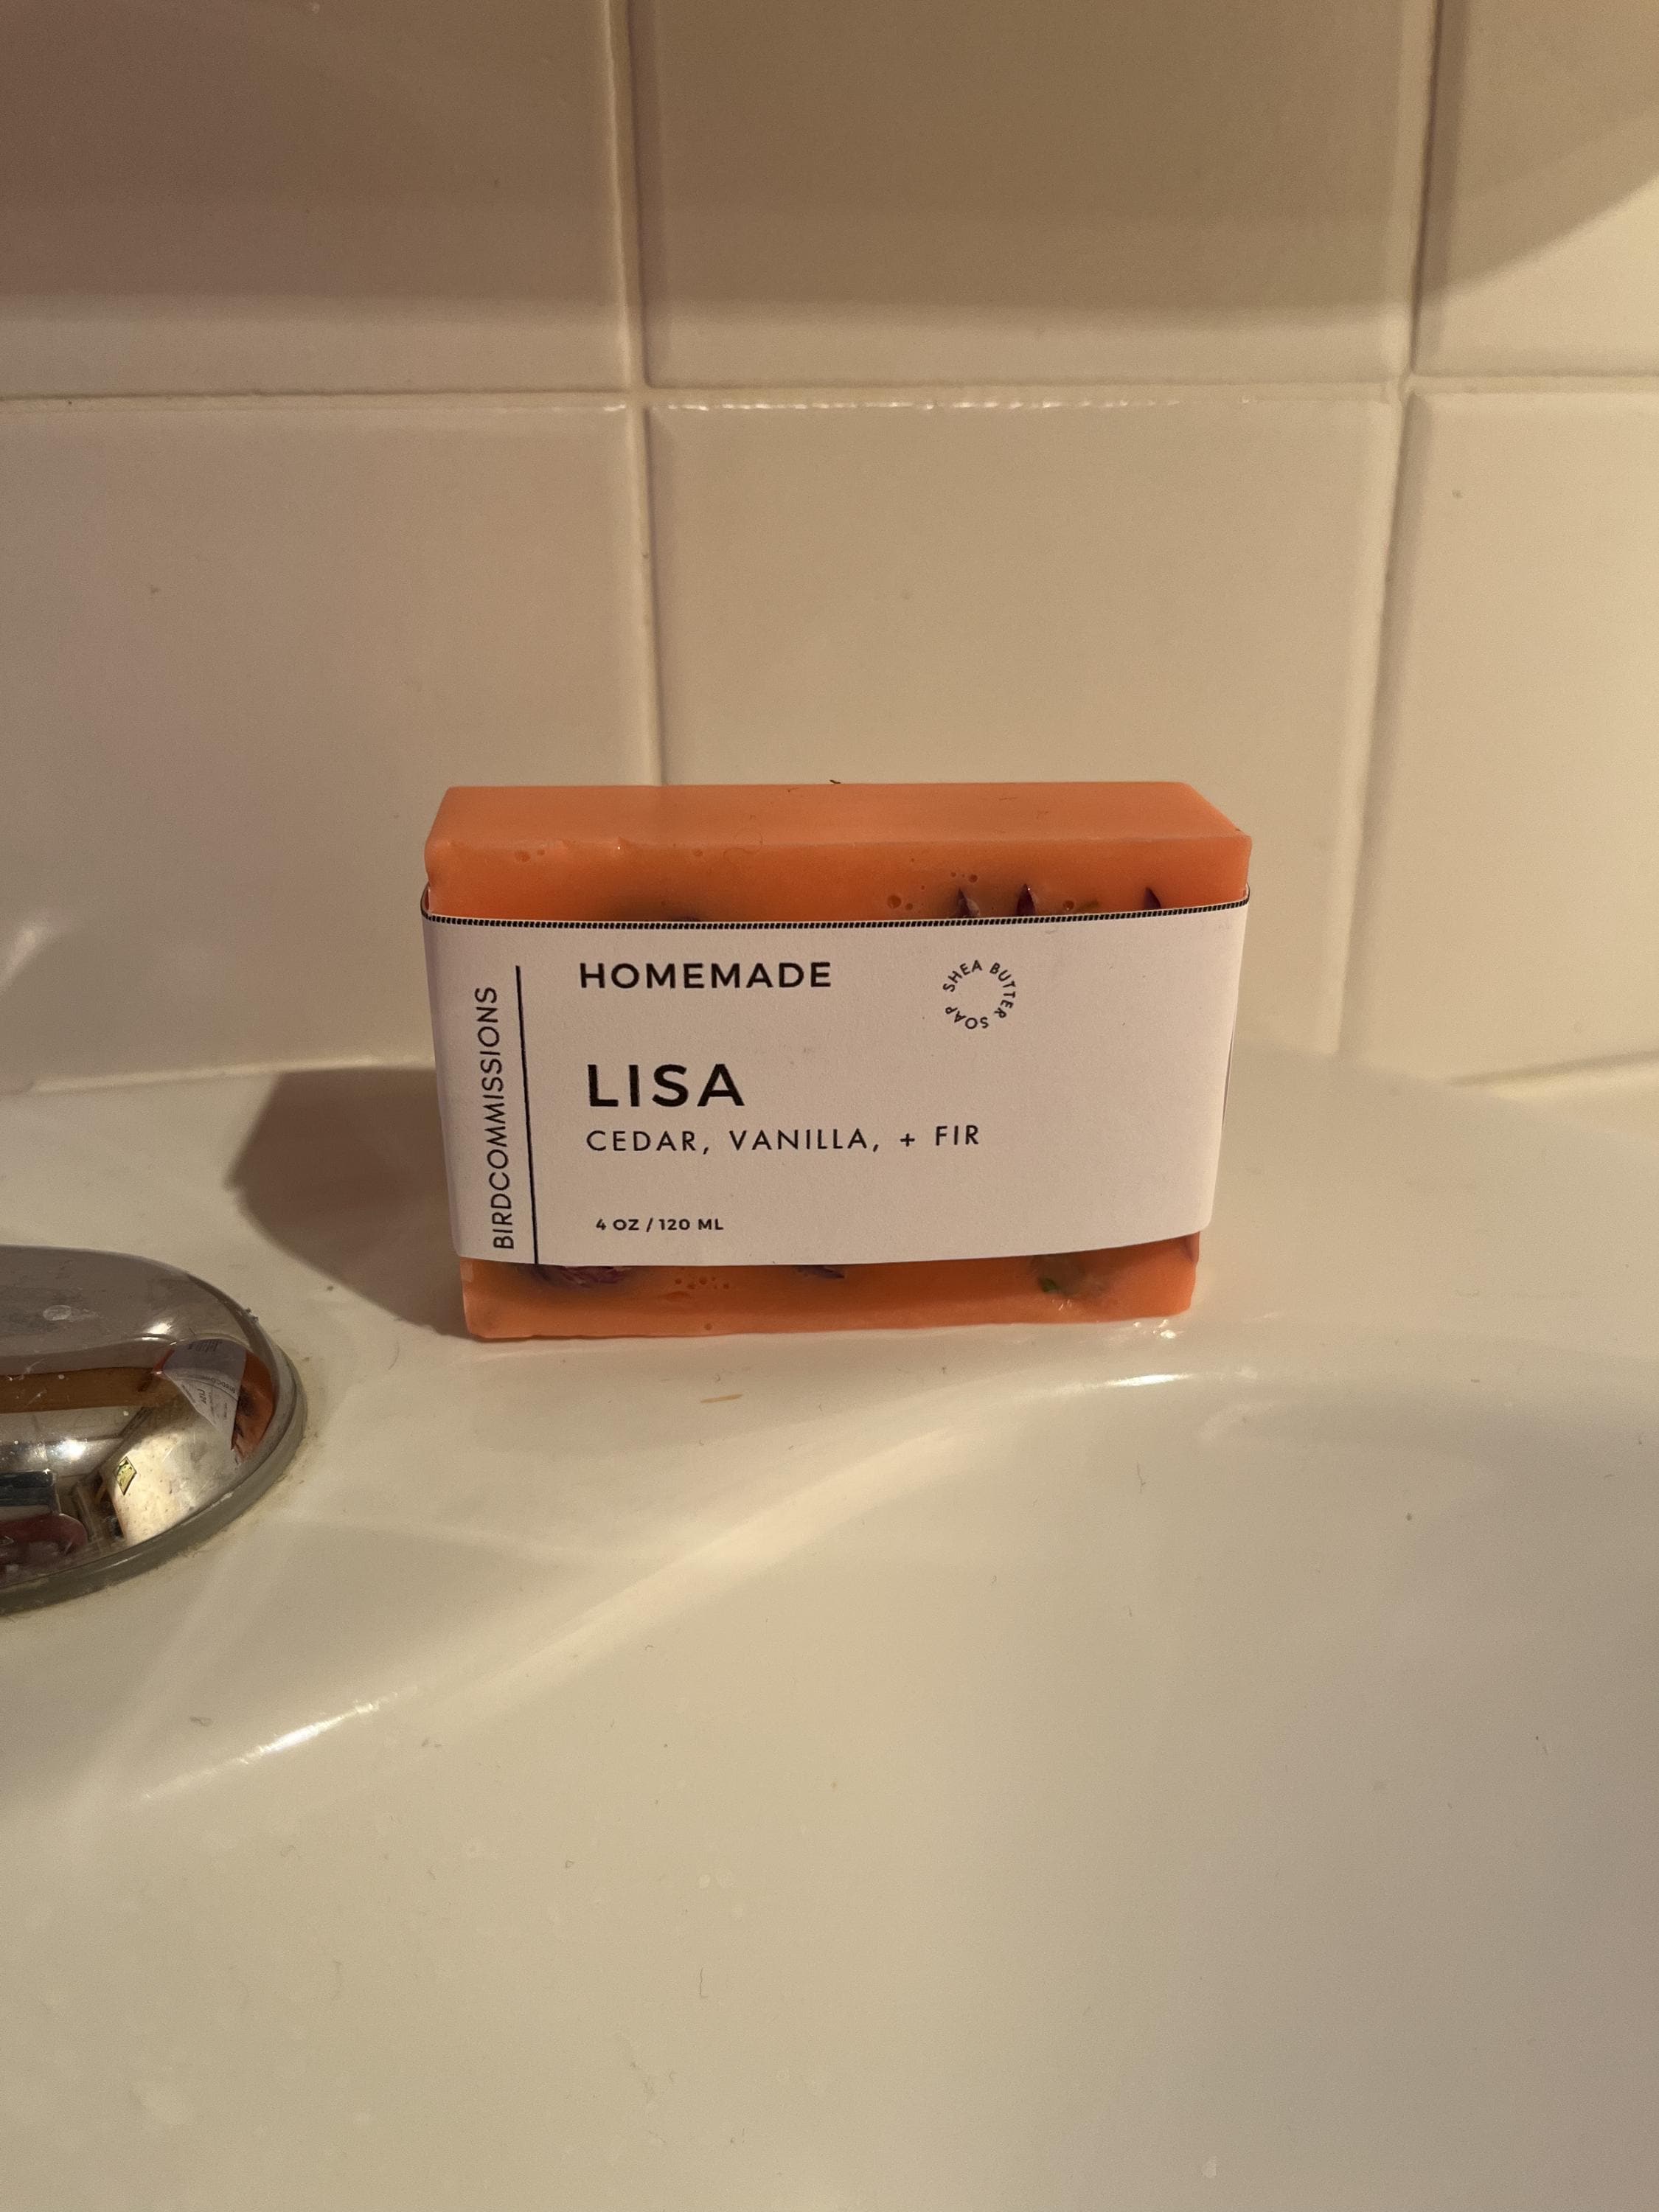 BIRDCOMMISSIONS
HOMEMADE
SHEA BUTTER SOAP
LISA
CEDAR, VANILLA, + FIR
4 OZ / 120 ML